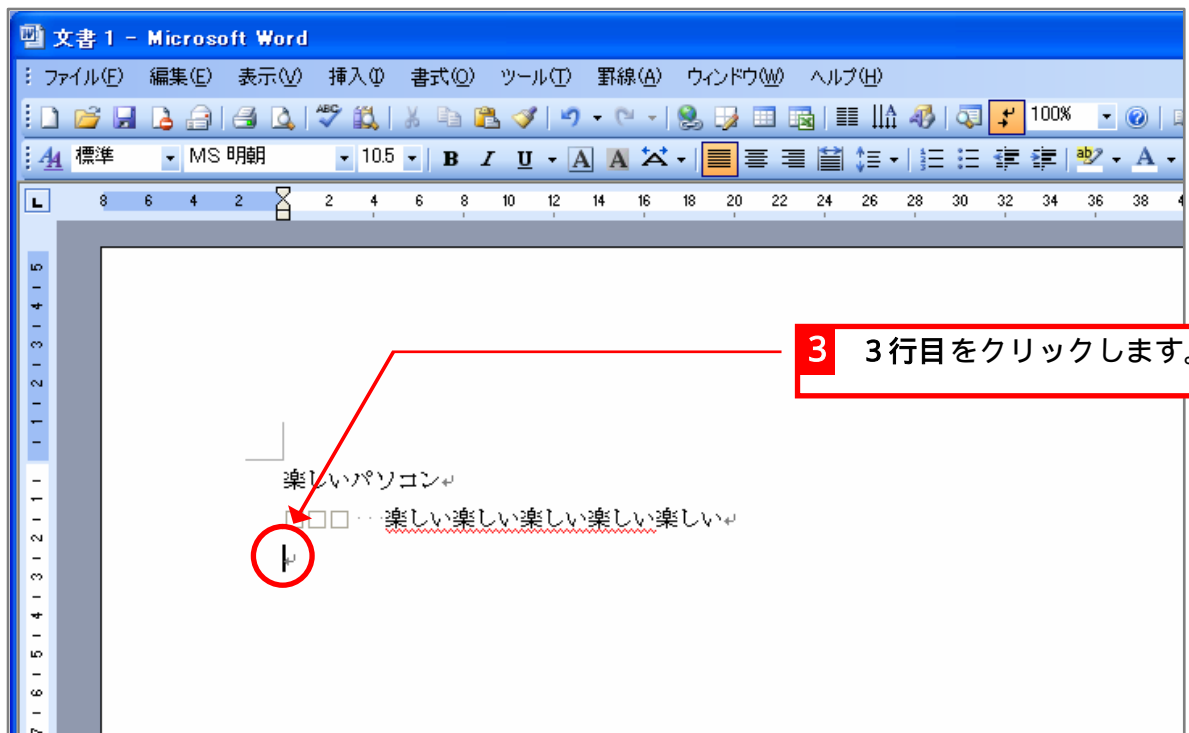 文書 1 - Microsoft Word
ファイル(F) 編集(E) 表示(V) 挿入(I) 書式(O) ツール(T) 罫線(A) ウィンドウ(W) ヘルプ(H)
100%
標準 MS 明朝 10.5 B I U A A A
8 6 4 2 2 4 6 8 10 12 14 16 18 20 22 24 26 28 30 32 34 36 38
3 3行目をクリックします。
楽しいパソコン
□□□···楽しい楽しい楽しい楽しい楽しい